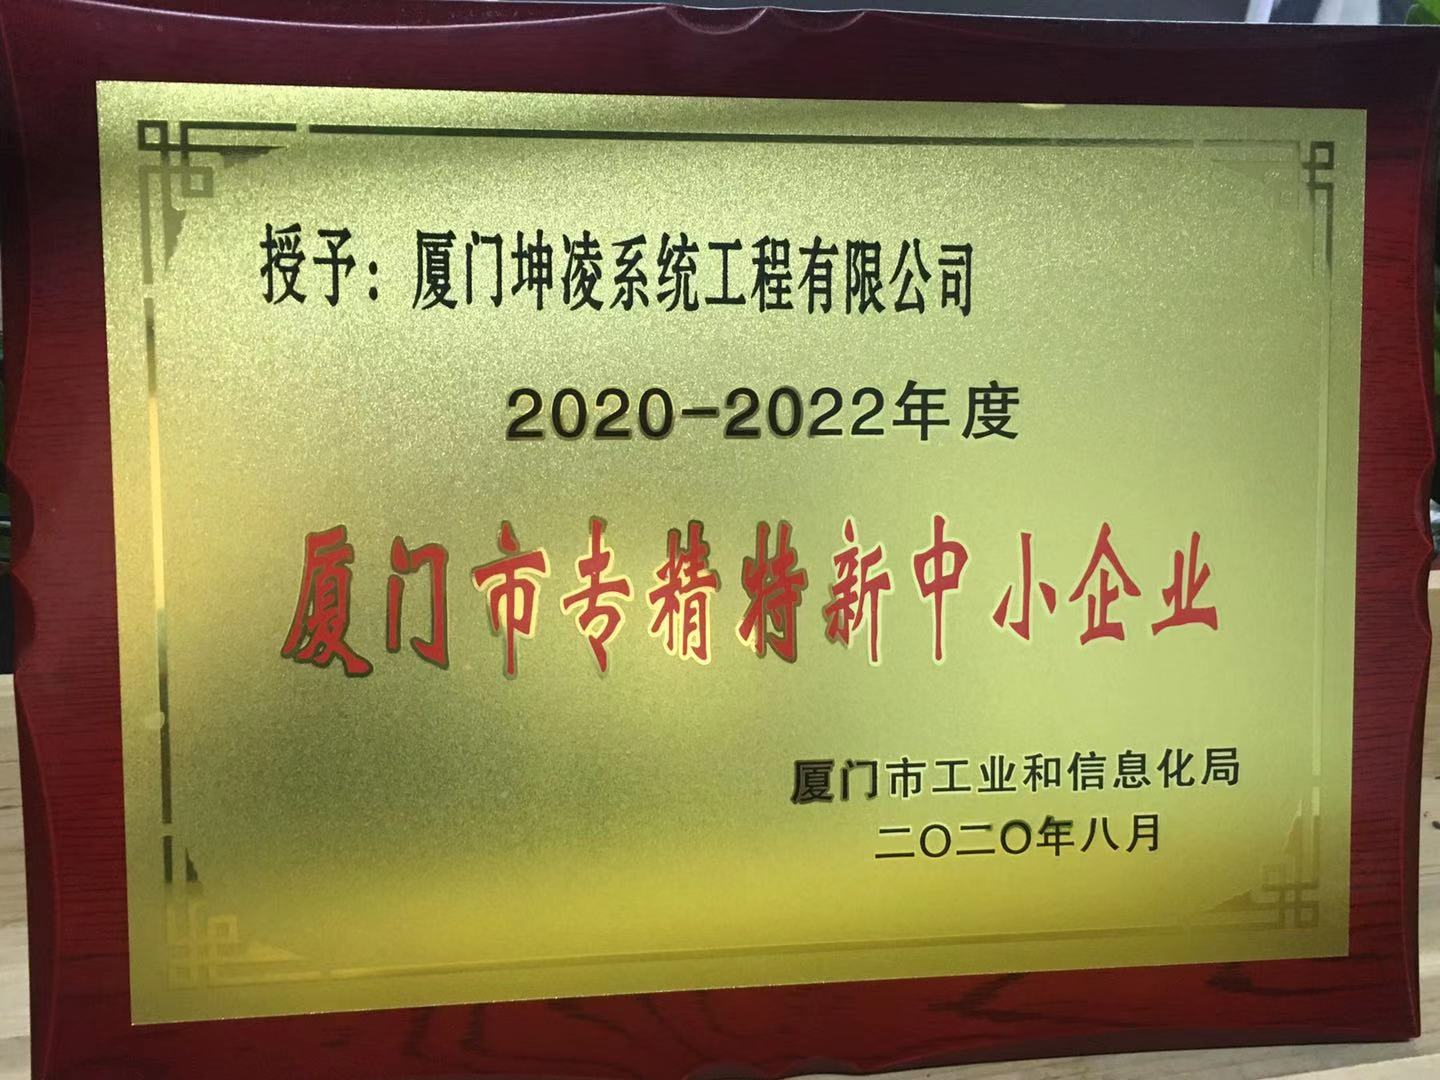 授予：厦门坤凌系统工程有限公司
2020-2022年度
厦门市专精特新中小企业
厦门市工业和信息化局
二〇二〇年八月